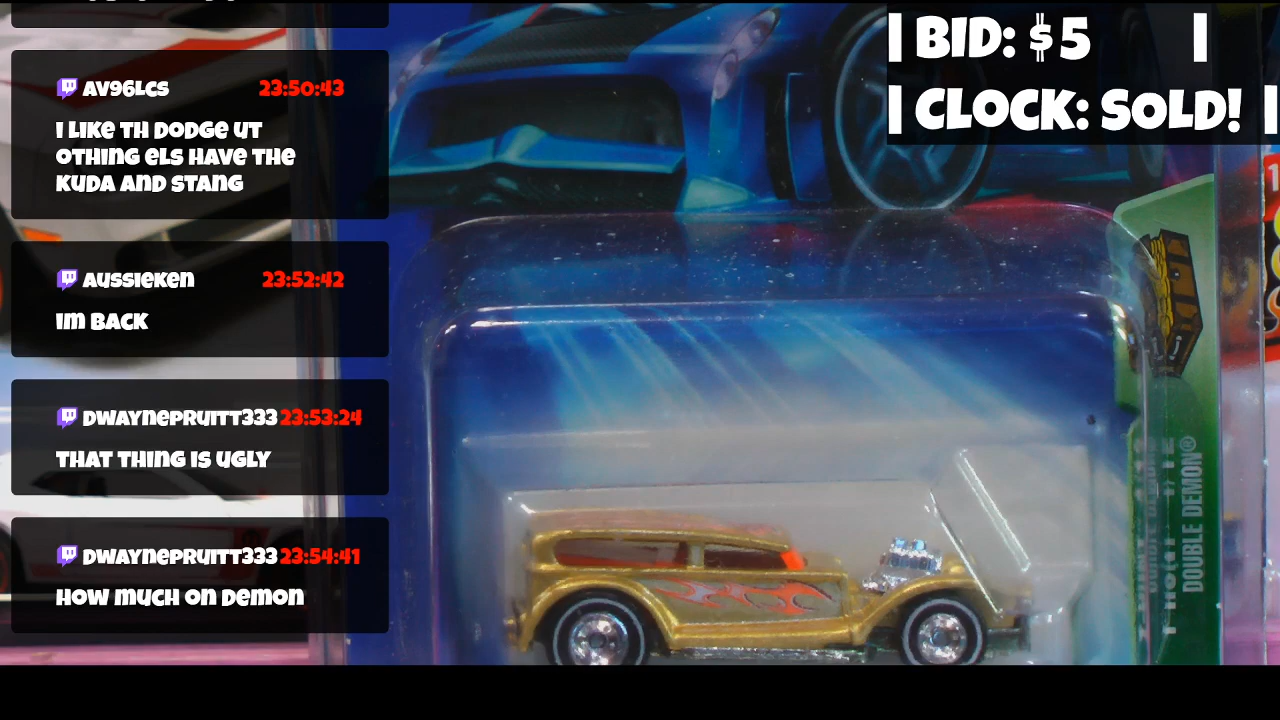 AV96LCS 23:50:43
I LIKE TH DODGE UT
OTHING ELS HAVE THE
KUDA AND STANG
AUSSIEKEN 23:52:42
IM BACK
DWAYNEPRUITT333 23:53:24
THAT THING IS UGLY
DWAYNEPRUITT333 23:54:41
HOW MUCH ON DEMON
| BID: $5 |
| CLOCK: SOLD! |
DOUBLE DEMON®